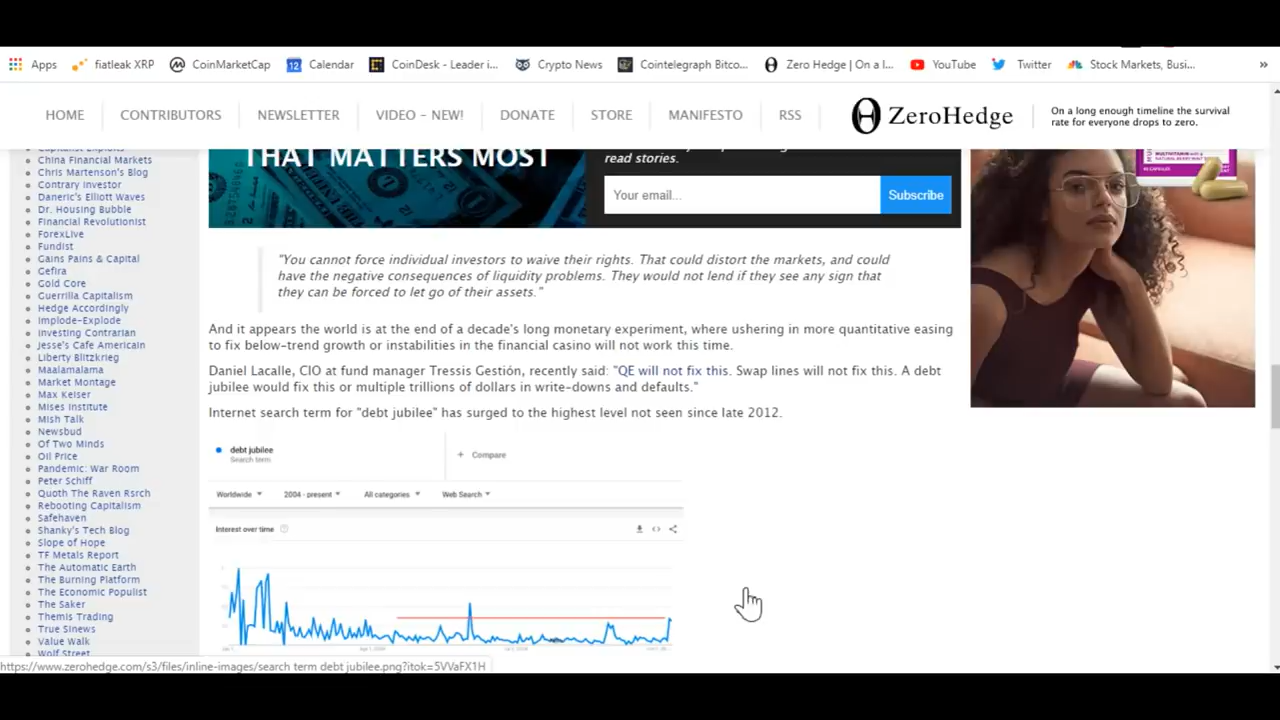 Apps
fiatleak XRP
CoinMarketCap
12 Calendar
CoinDesk - Leader i...
Crypto News
Cointelegraph Bitco...
Zero Hedge | On a l...
YouTube
Twitter
Stock Markets, Busi...
»
HOME
CONTRIBUTORS
NEWSLETTER
VIDEO - NEW!
DONATE
STORE
MANIFESTO
RSS
ZeroHedge
On a long enough timeline the survival
rate for everyone drops to zero.
China Financial Markets
Chris Martenson's Blog
Contrary Investor
Daneric's Elliott Waves
Dr. Housing Bubble
Financial Revolutionist
ForexLive
Fundist
Gains Pains & Capital
Gefira
Gold Core
Guerrilla Capitalism
Hedge Accordingly
Implode-Explode
Investing Contrarian
Jesse's Cafe Americain
Liberty Blitzkrieg
Maalamalama
Market Montage
Max Keiser
Mises Institute
Mish Talk
Newsbud
Of Two Minds
Oil Price
Pandemic: War Room
Peter Schiff
Quoth The Raven Rsrch
Rebooting Capitalism
Safehaven
Shanky's Tech Blog
Slope of Hope
TF Metals Report
The Automatic Earth
The Burning Platform
The Economic Populist
The Saker
Themis Trading
True Sinews
Value Walk
Wolf Street
THAT MATTERS MOST
read stories.
Your email...
Subscribe
"You cannot force individual investors to waive their rights. That could distort the markets, and could
have the negative consequences of liquidity problems. They would not lend if they see any sign that
they can be forced to let go of their assets."
And it appears the world is at the end of a decade's long monetary experiment, where ushering in more quantitative easing
to fix below-trend growth or instabilities in the financial casino will not work this time.
Daniel Lacalle, CIO at fund manager Tressis Gestión, recently said: "QE will not fix this. Swap lines will not fix this. A debt
jubilee would fix this or multiple trillions of dollars in write-downs and defaults."
Internet search term for "debt jubilee" has surged to the highest level not seen since late 2012.
debt jubilee
Search term
+ Compare
Worldwide
2004 - present
All categories
Web Search
Interest over time
https://www.zerohedge.com/s3/files/inline-images/search term debt jubilee.png?itok=5VVaFX1H